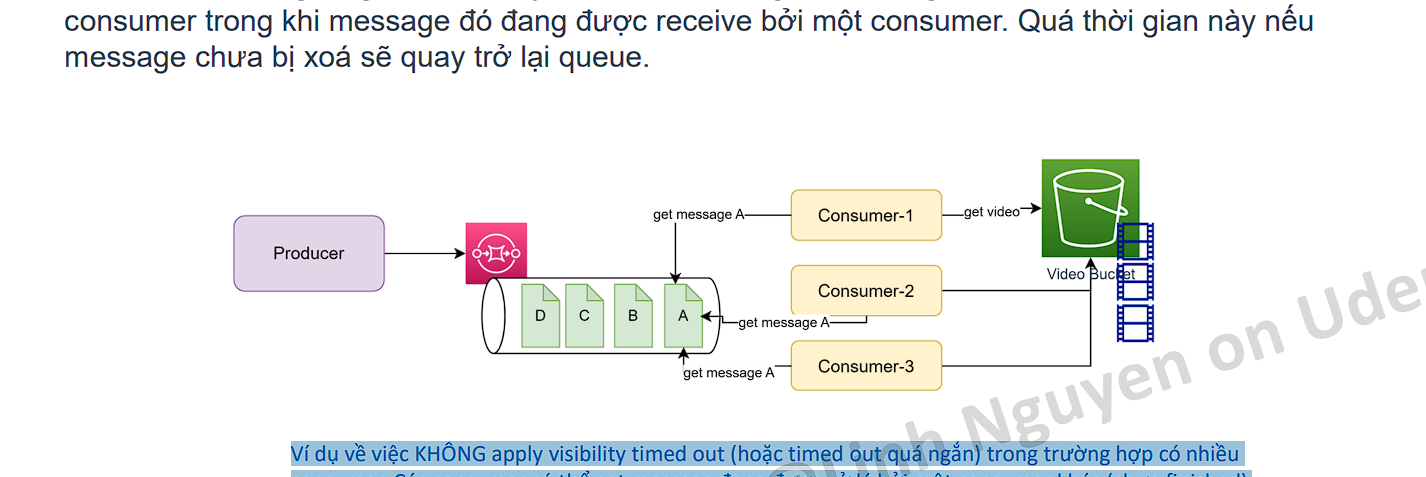 consumer trong khi message đó đang được receive bởi một consumer. Quá thời gian này nếu
message chưa bị xoá sẽ quay trở lại queue.
get message A
Consumer-1
get video
Producer
Consumer-2
Video Bucket
D
C
B
A
get message A
Consumer-3
get message A
Linh Nguyen on Udem
Ví dụ về việc KHÔNG apply visibility timed out (hoặc timed out quá ngắn) trong trường hợp có nhiều